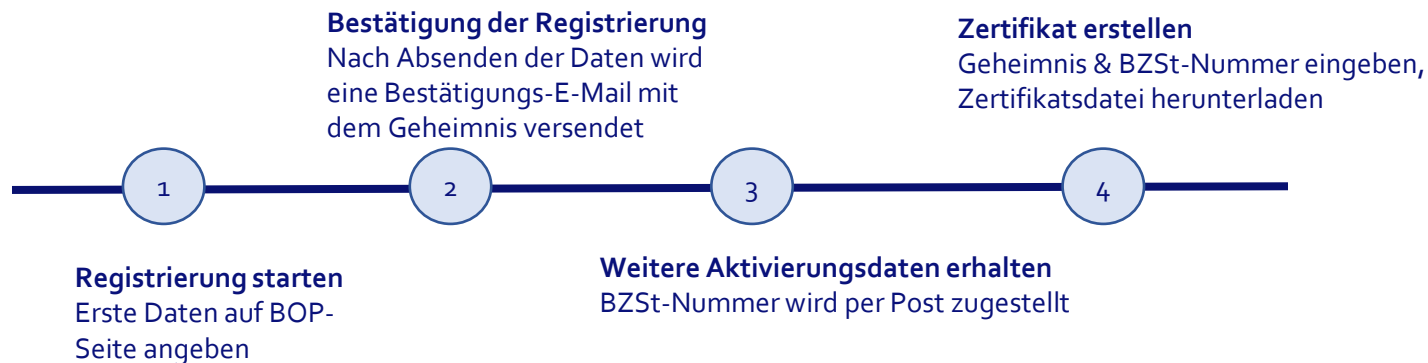 Bestätigung der Registrierung
Nach Absenden der Daten wird
eine Bestätigungs-E-Mail mit
dem Geheimnis versendet
Zertifikat erstellen
Geheimnis & BZSt-Nummer eingeben,
Zertifikatsdatei herunterladen
1
2
3
4
Registrierung starten
Erste Daten auf BOP-
Seite angeben
Weitere Aktivierungsdaten erhalten
BZSt-Nummer wird per Post zugestellt